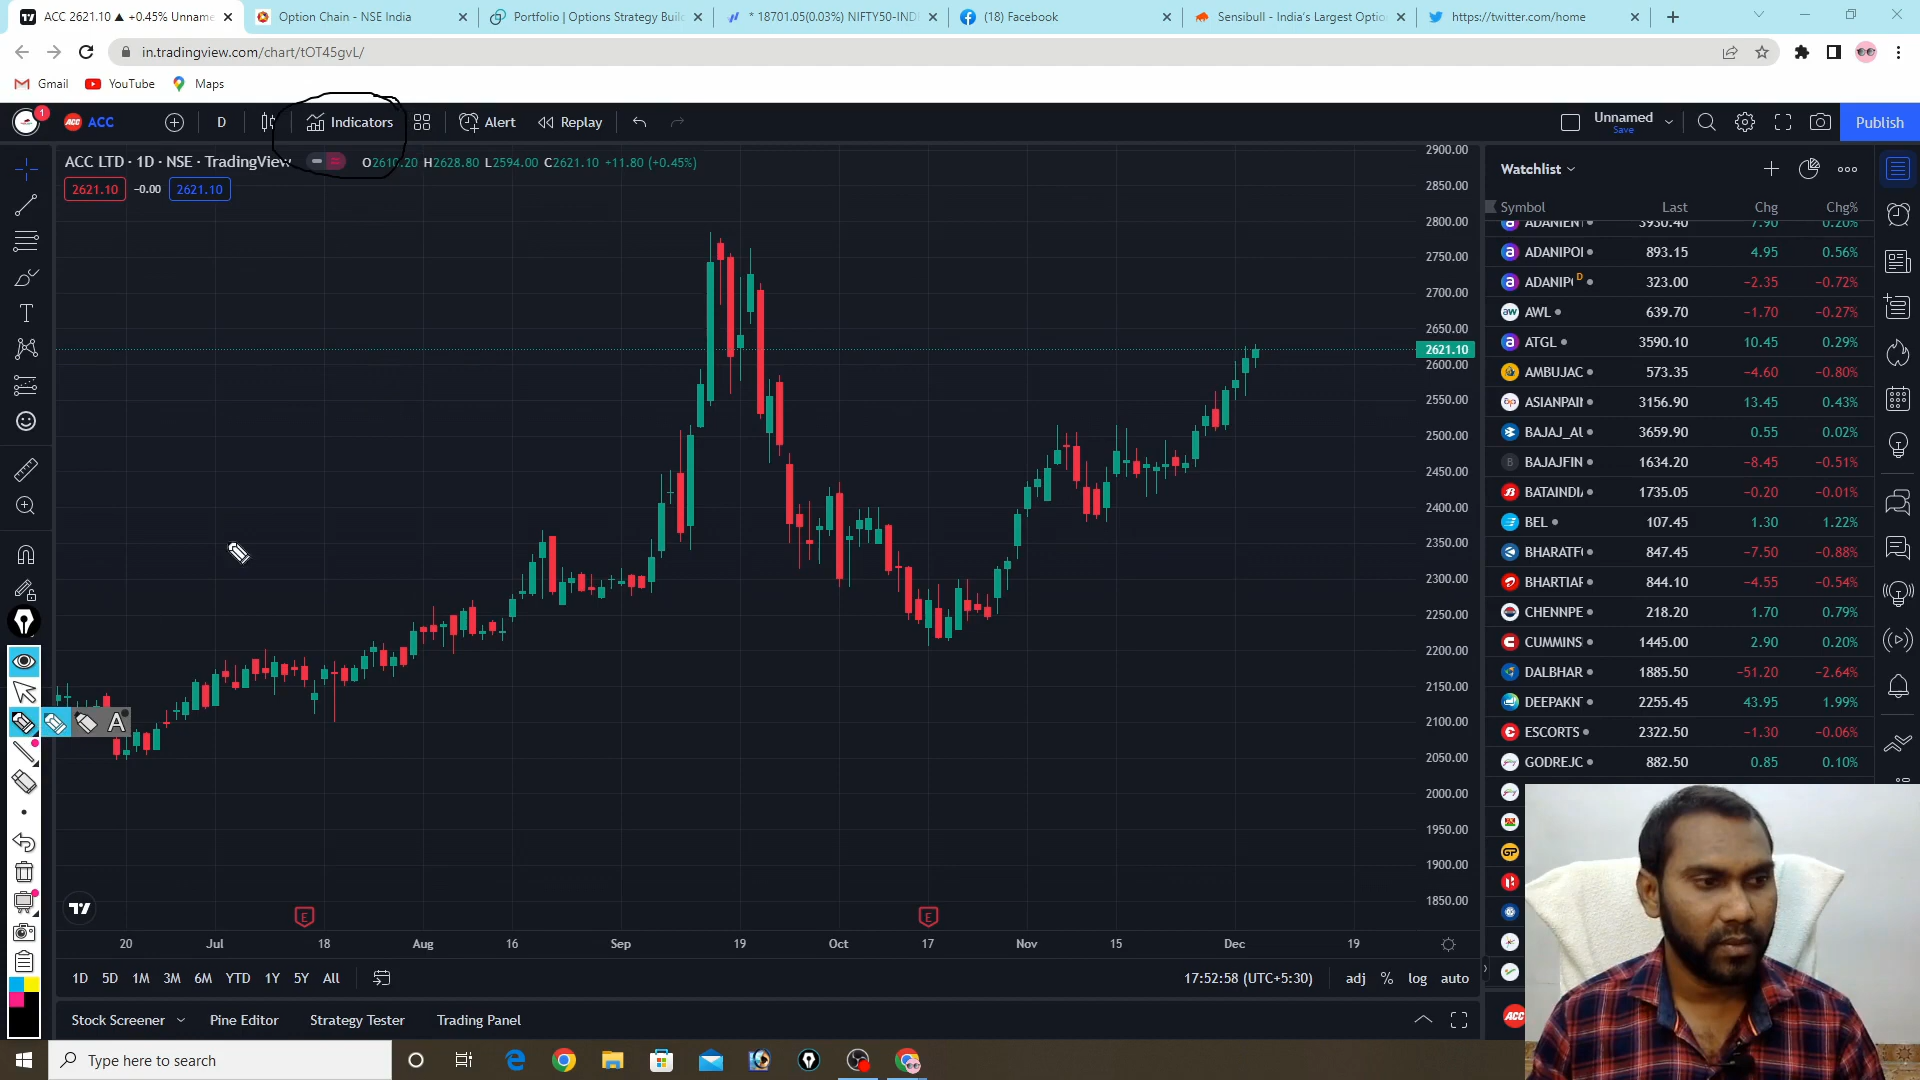 ACC 2621.10 ▲ +0.45% Unname
Option Chain - NSE India
Portfolio | Options Strategy Buil
* 18701.05(0.03%) NIFTY50-INDI
(18) Facebook
Sensibull - India's Largest Optio
https://twitter.com/home
in.tradingview.com/chart/tOT45gvL/
Gmail
YouTube
Maps
1
ACC
D
Indicators
Alert
Replay
Unnamed
Save
Publish
ACC LTD · 1D · NSE · TradingView
O2610.20 H2628.80 L2594.00 C2621.10 +11.80 (+0.45%)
2621.10 -0.00 2621.10
2900.00
2850.00
2800.00
2750.00
2700.00
2650.00
2621.10
2600.00
2550.00
2500.00
2450.00
2400.00
2350.00
2300.00
2250.00
2200.00
2150.00
2100.00
2050.00
2000.00
1950.00
1900.00
1850.00
Watchlist
Symbol Last Chg Chg%
ADANIEN 3930.40 7.90 0.20%
ADANIPOI 893.15 4.95 0.56%
ADANIP D 323.00 −2.35 −0.72%
AWL 639.70 −1.70 −0.27%
ATGL 3590.10 10.45 0.29%
AMBUJAC 573.35 −4.60 −0.80%
ASIANPAI 3156.90 13.45 0.43%
BAJAJ_AU 3659.90 0.55 0.02%
BAJAJFIN 1634.20 −8.45 −0.51%
BATAINDI 1735.05 −0.20 −0.01%
BEL 107.45 1.30 1.22%
BHARATF 847.45 −7.50 −0.88%
BHARTIAF 844.10 −4.55 −0.54%
CHENNPE 218.20 1.70 0.79%
CUMMINS 1445.00 2.90 0.20%
DALBHAR 1885.50 −51.20 −2.64%
DEEPAKN 2255.45 43.95 1.99%
ESCORTS 2322.50 −1.30 −0.06%
GODREJC 882.50 0.85 0.10%
A
E
E
20 Jul 18 Aug 16 Sep 19 Oct 17 Nov 15 Dec 19
1D 5D 1M 3M 6M YTD 1Y 5Y All
17:52:58 (UTC+5:30)
adj % log auto
Stock Screener
Pine Editor
Strategy Tester
Trading Panel
Type here to search